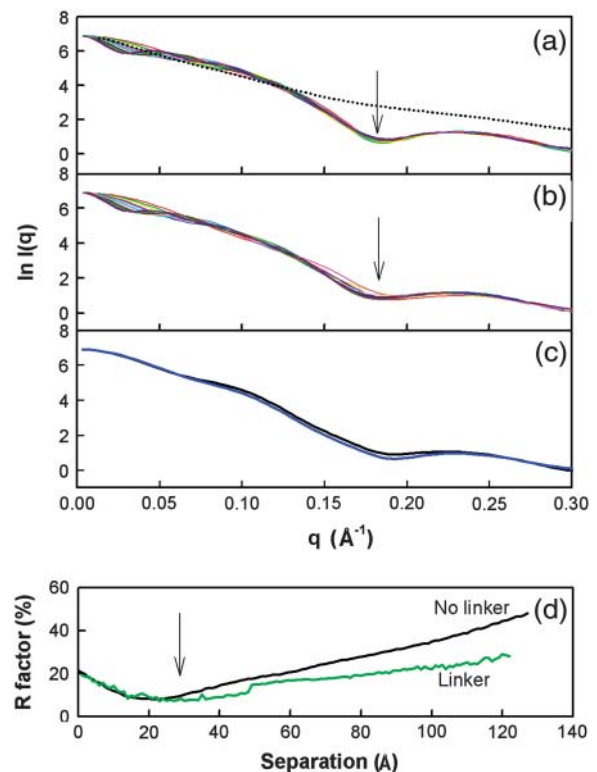 8
(a)
6
4
2
0
8
(b)
6
4
2
0
ln I(q)
8
(c)
6
4
2
0
0.00 0.05 0.10 0.15 0.20 0.25 0.30
q (Å-1)
60
(d)
No linker
40
20
Linker
0
R factor (%)
0 20 40 60 80 100 120 140
Separation (Å)